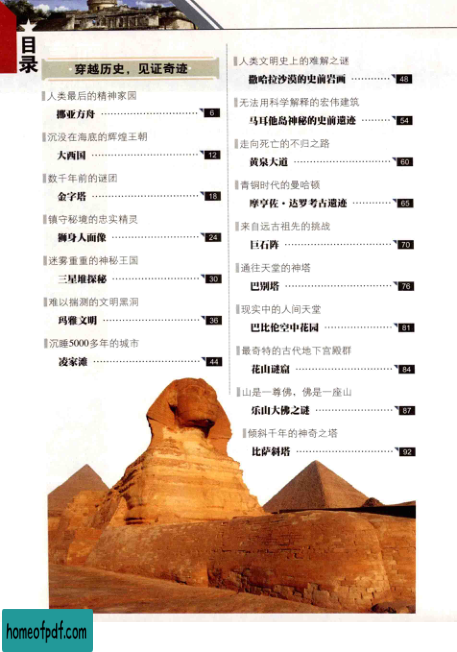 目录
穿越历史，见证奇迹
人类最后的精神家园
挪亚方舟 6
沉没在海底的辉煌王朝
大西国 12
数千年前的谜团
金字塔 18
镇守秘境的忠实精灵
狮身人面像 24
迷雾重重的神秘王国
三星堆探秘 30
难以揣测的文明黑洞
玛雅文明 36
沉睡5000多年的城市
凌家滩 44
人类文明史上的难解之谜
撒哈拉沙漠的史前岩画 48
无法用科学解释的宏伟建筑
马耳他岛神秘的史前遗迹 54
走向死亡的不归之路
黄泉大道 60
青铜时代的曼哈顿
摩亨佐·达罗考古遗迹 65
来自远古祖先的挑战
巨石阵 70
通往天堂的神塔
巴别塔 76
现实中的人间天堂
巴比伦空中花园 81
最奇特的古代地下宫殿群
花山谜窟 84
山是一尊佛，佛是一座山
乐山大佛之谜 87
倾斜千年的神奇之塔
比萨斜塔 92
homeofpdf.com